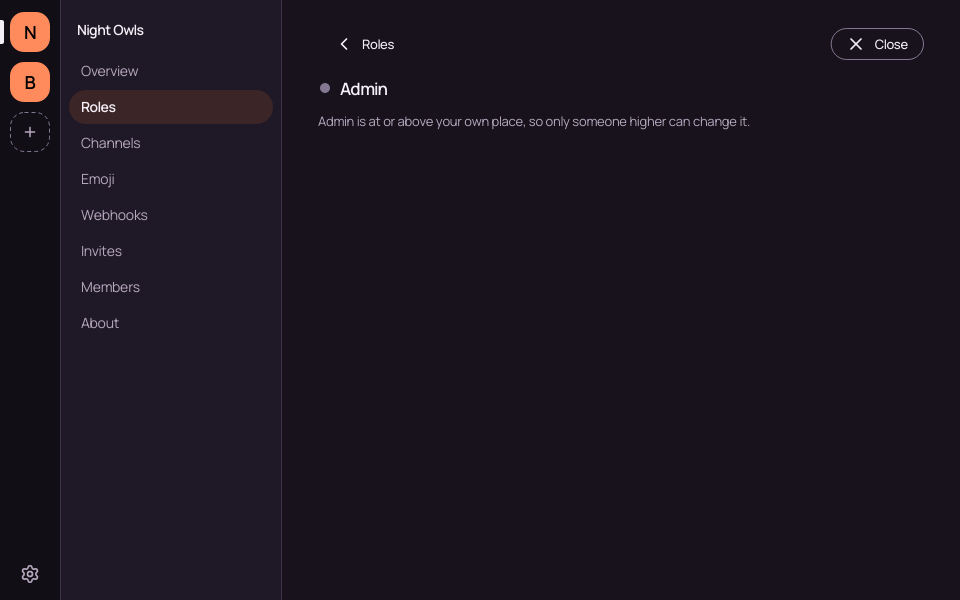 N
B
+
Night Owls
Overview
Roles
Channels
Emoji
Webhooks
Invites
Members
About
Roles
Close
Admin
Admin is at or above your own place, so only someone higher can change it.